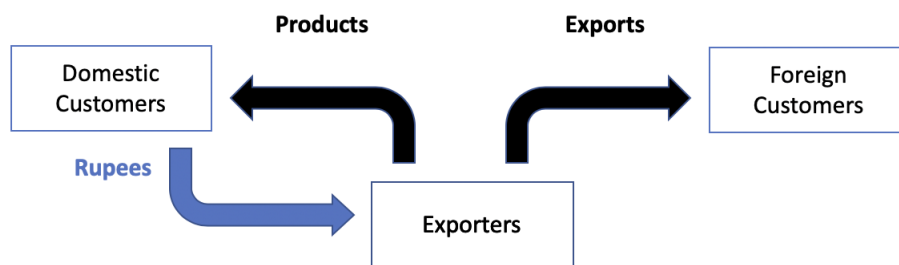 Products
Exports
Domestic
Customers
Foreign
Customers
Rupees
Exporters